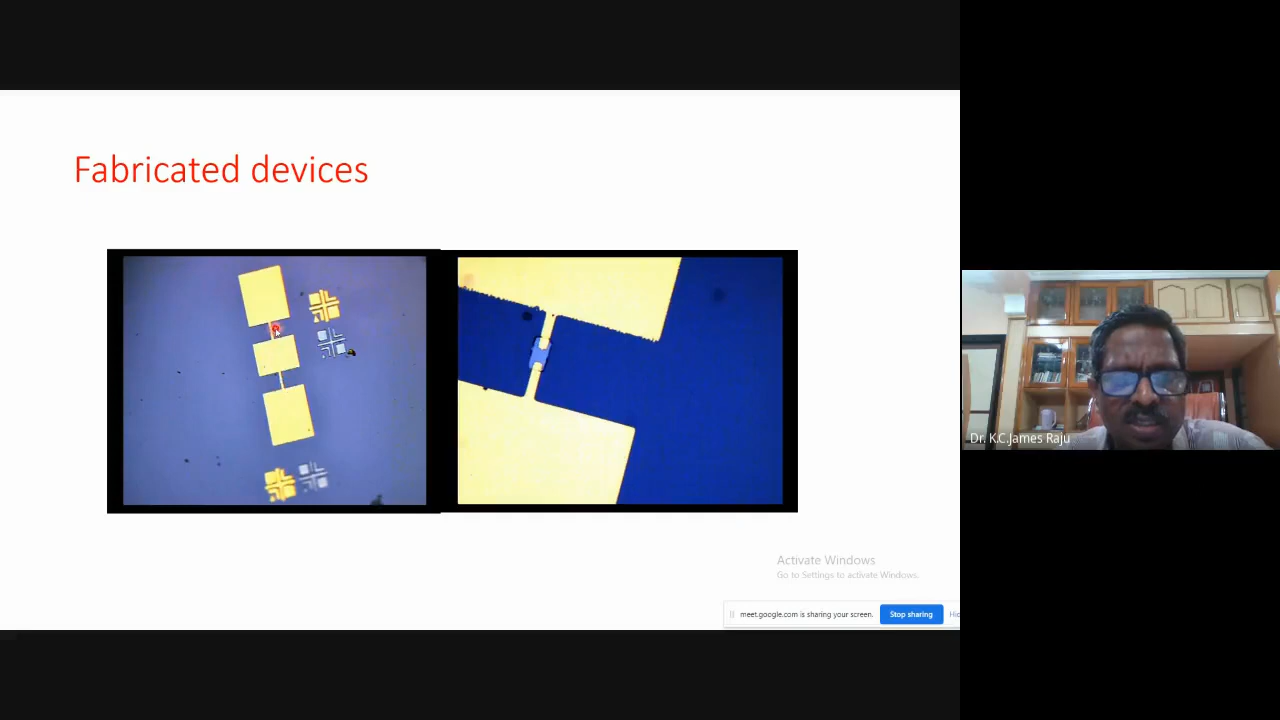 Fabricated devices
Dr. K.C.James Raju
Activate Windows
Go to Settings to activate Windows.
meet.google.com is sharing your screen.
Stop sharing